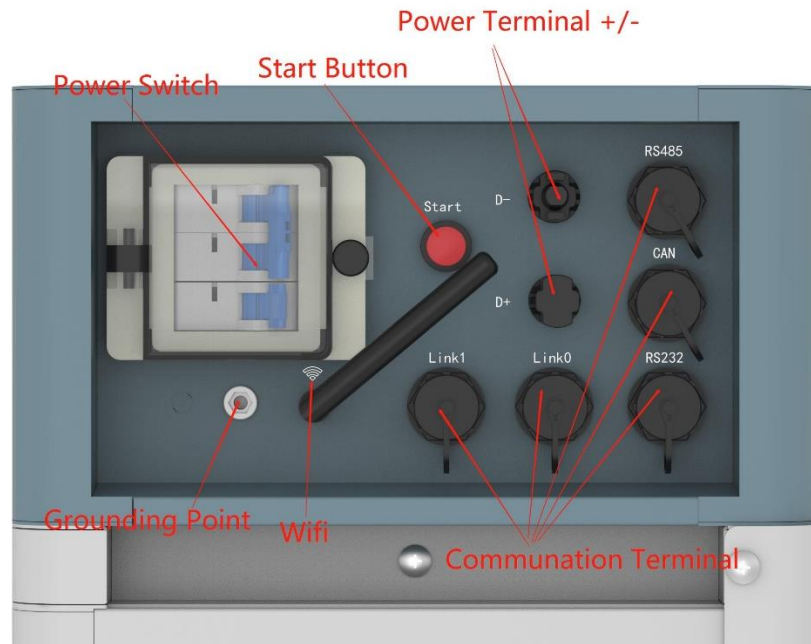 Power Terminal +/-
Start Button
Power Switch
RS485
Start
D-
CAN
D+
Link1
Link0
RS232
Grounding Point
Wifi
Communation Terminal